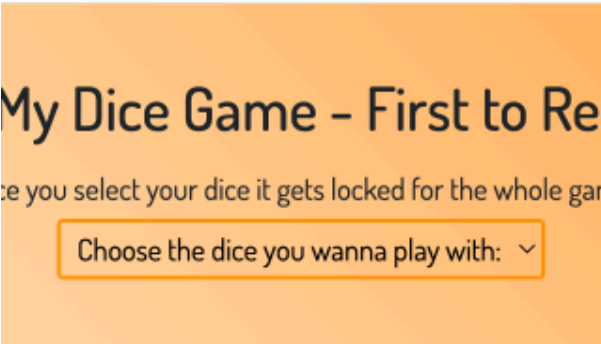 My Dice Game - First to Re
ce you select your dice it gets locked for the whole gar
Choose the dice you wanna play with: